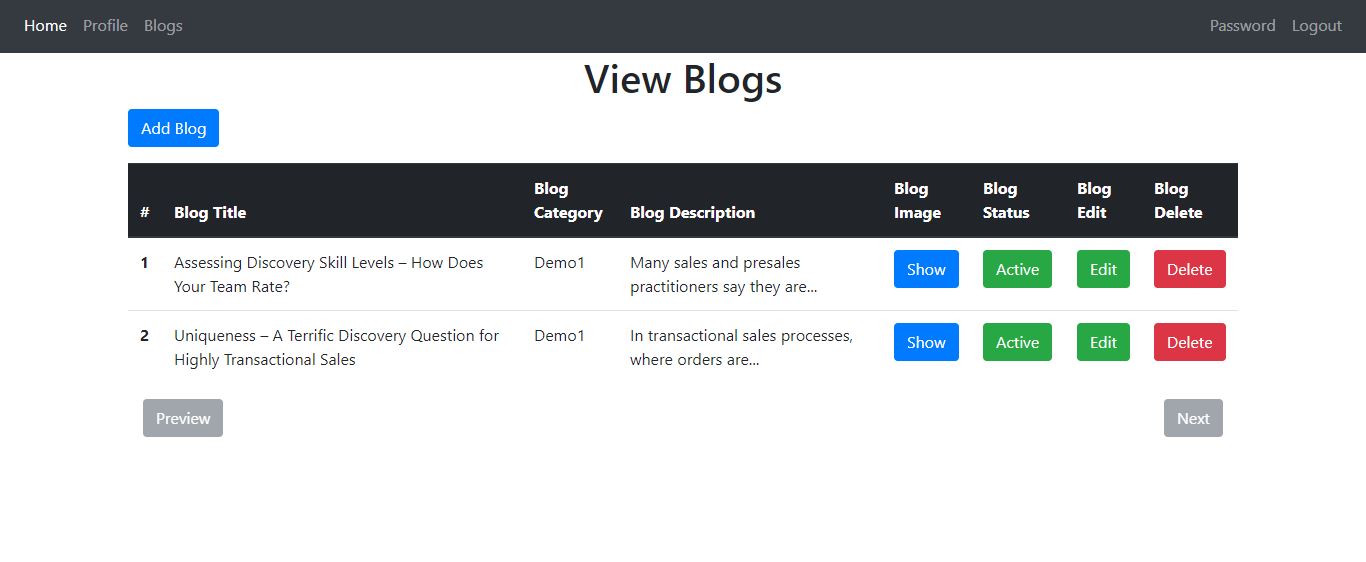 Home Profile Blogs Password Logout
View Blogs
Add Blog
# Blog Title Blog Category Blog Description Blog Image Blog Status Blog Edit Blog Delete
1 Assessing Discovery Skill Levels – How Does Your Team Rate? Demo1 Many sales and presales practitioners say they are... Show Active Edit Delete
2 Uniqueness – A Terrific Discovery Question for Highly Transactional Sales Demo1 In transactional sales processes, where orders are... Show Active Edit Delete
Preview Next